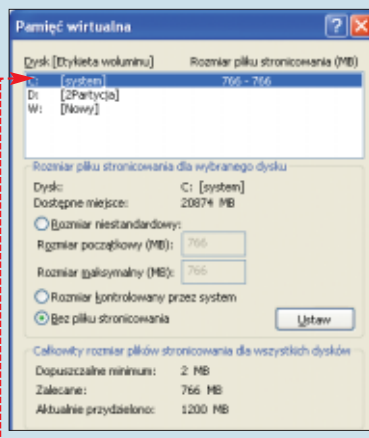 Pamięć wirtualna
Dysk [Etykieta woluminu] Rozmiar pliku stronicowania (MB)
C: [system] 766 - 766
D: [2Partycja]
W: [Nowy]
Rozmiar pliku stronicowania dla wybranego dysku
Dysk: C: [system]
Dostępne miejsce: 20874 MB
Rozmiar niestandardowy:
Rozmiar początkowy (MB): 766
Rozmiar maksymalny (MB): 766
Rozmiar kontrolowany przez system
Bez pliku stronicowania Ustaw
Całkowity rozmiar plików stronicowania dla wszystkich dysków
Dopuszczalne minimum: 2 MB
Zalecane: 766 MB
Aktualnie przydzielono: 1200 MB